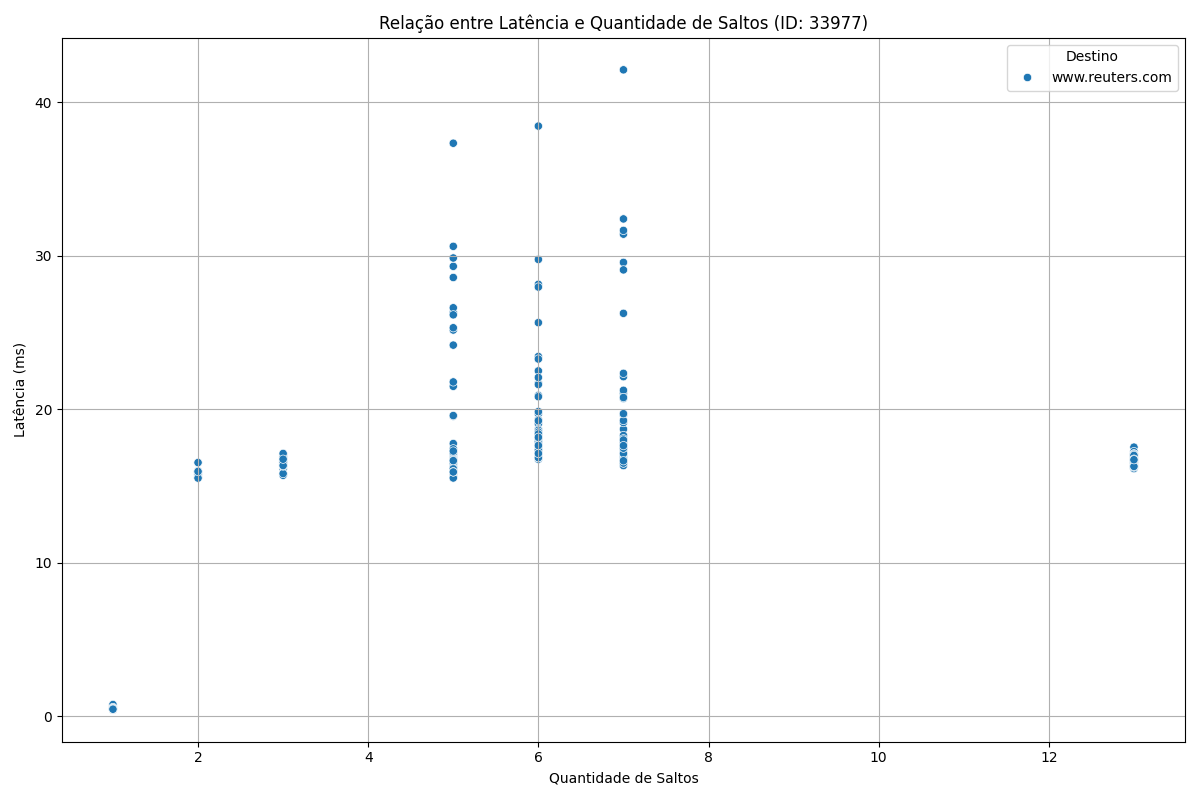 Relação entre Latência e Quantidade de Saltos (ID: 33977)
Destino
www.reuters.com
Latência (ms)
40
30
20
10
0
2 4 6 8 10 12
Quantidade de Saltos